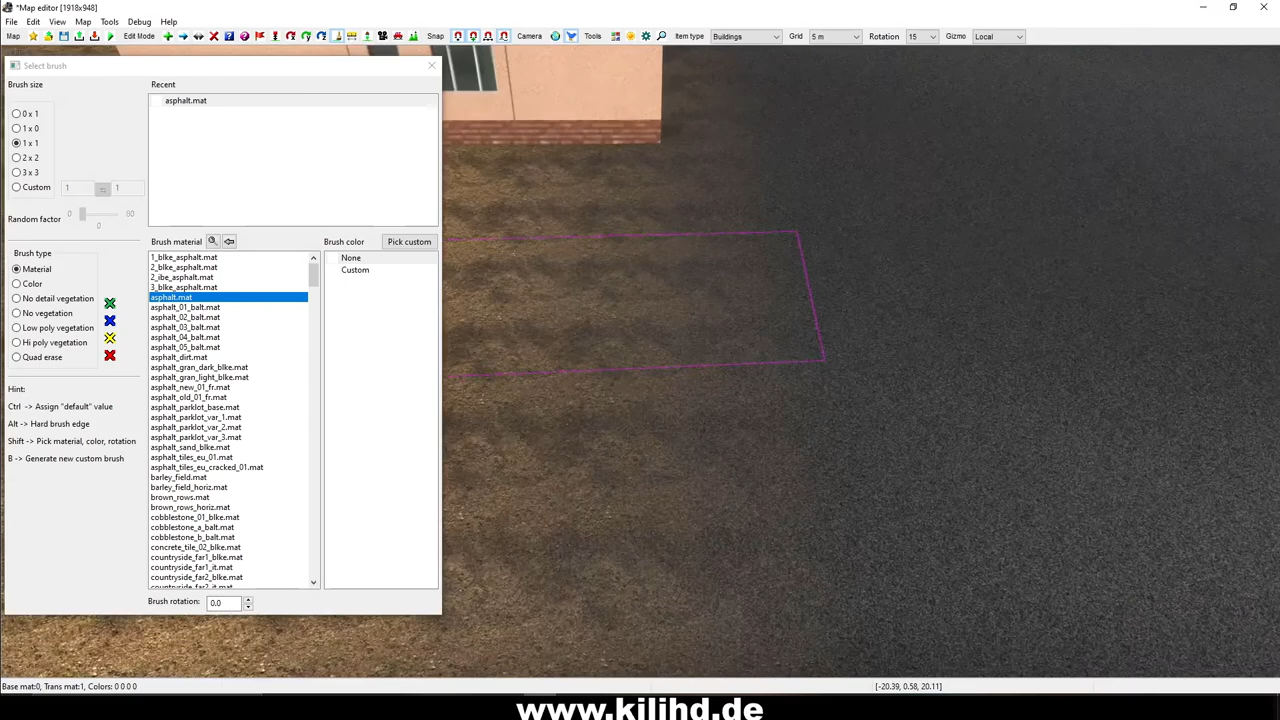 *Map editor [1918x948]
File Edit View Map Tools Debug Help
Map Edit Mode Snap Camera Tools Item type Buildings Grid 5 m Rotation 15 Gizmo Local
Select brush
Brush size
0 x 1
1 x 0
1 x 1
2 x 2
3 x 3
Custom 1 = 1
Random factor 0 80
0
Brush type
Material
Color
No detail vegetation
No vegetation
Low poly vegetation
Hi poly vegetation
Quad erase
Hint:
Ctrl -> Assign "default" value
Alt -> Hard brush edge
Shift -> Pick material, color, rotation
B -> Generate new custom brush
Recent
asphalt.mat
Brush material
1_blke_asphalt.mat
2_blke_asphalt.mat
2_ibe_asphalt.mat
3_blke_asphalt.mat
asphalt.mat
asphalt_01_balt.mat
asphalt_02_balt.mat
asphalt_03_balt.mat
asphalt_04_balt.mat
asphalt_05_balt.mat
asphalt_dirt.mat
asphalt_gran_dark_blke.mat
asphalt_gran_light_blke.mat
asphalt_new_01_fr.mat
asphalt_old_01_fr.mat
asphalt_parklot_base.mat
asphalt_parklot_var_1.mat
asphalt_parklot_var_2.mat
asphalt_parklot_var_3.mat
asphalt_sand_blke.mat
asphalt_tiles_eu_01.mat
asphalt_tiles_eu_cracked_01.mat
barley_field.mat
barley_field_horiz.mat
brown_rows.mat
brown_rows_horiz.mat
cobblestone_01_blke.mat
cobblestone_a_balt.mat
cobblestone_b_balt.mat
concrete_tile_02_blke.mat
countryside_far1_blke.mat
countryside_far1_it.mat
countryside_far2_blke.mat
countryside_far2_it.mat
Brush color Pick custom
None
Custom
Brush rotation: 0.0
Base mat:0, Trans mat:1, Colors: 0 0 0 0 [-20.39, 0.58, 20.11]
www.kilihd.de